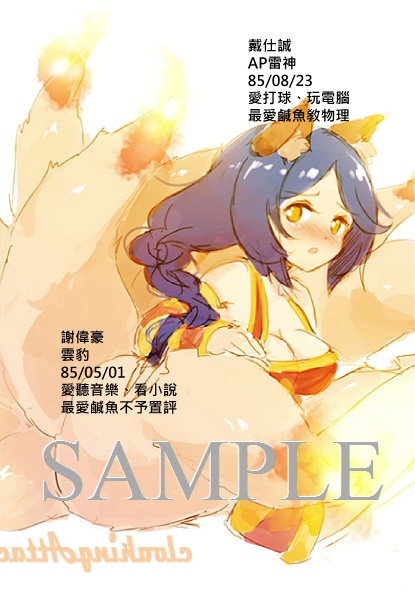 戴仕誠
AP雷神
85/08/23
愛打球、玩電腦
最愛鹹魚教物理
謝偉豪
雲豹
85/05/01
愛聽音樂，看小說
最愛鹹魚不予置評
SAMPLE
cloakingAttac